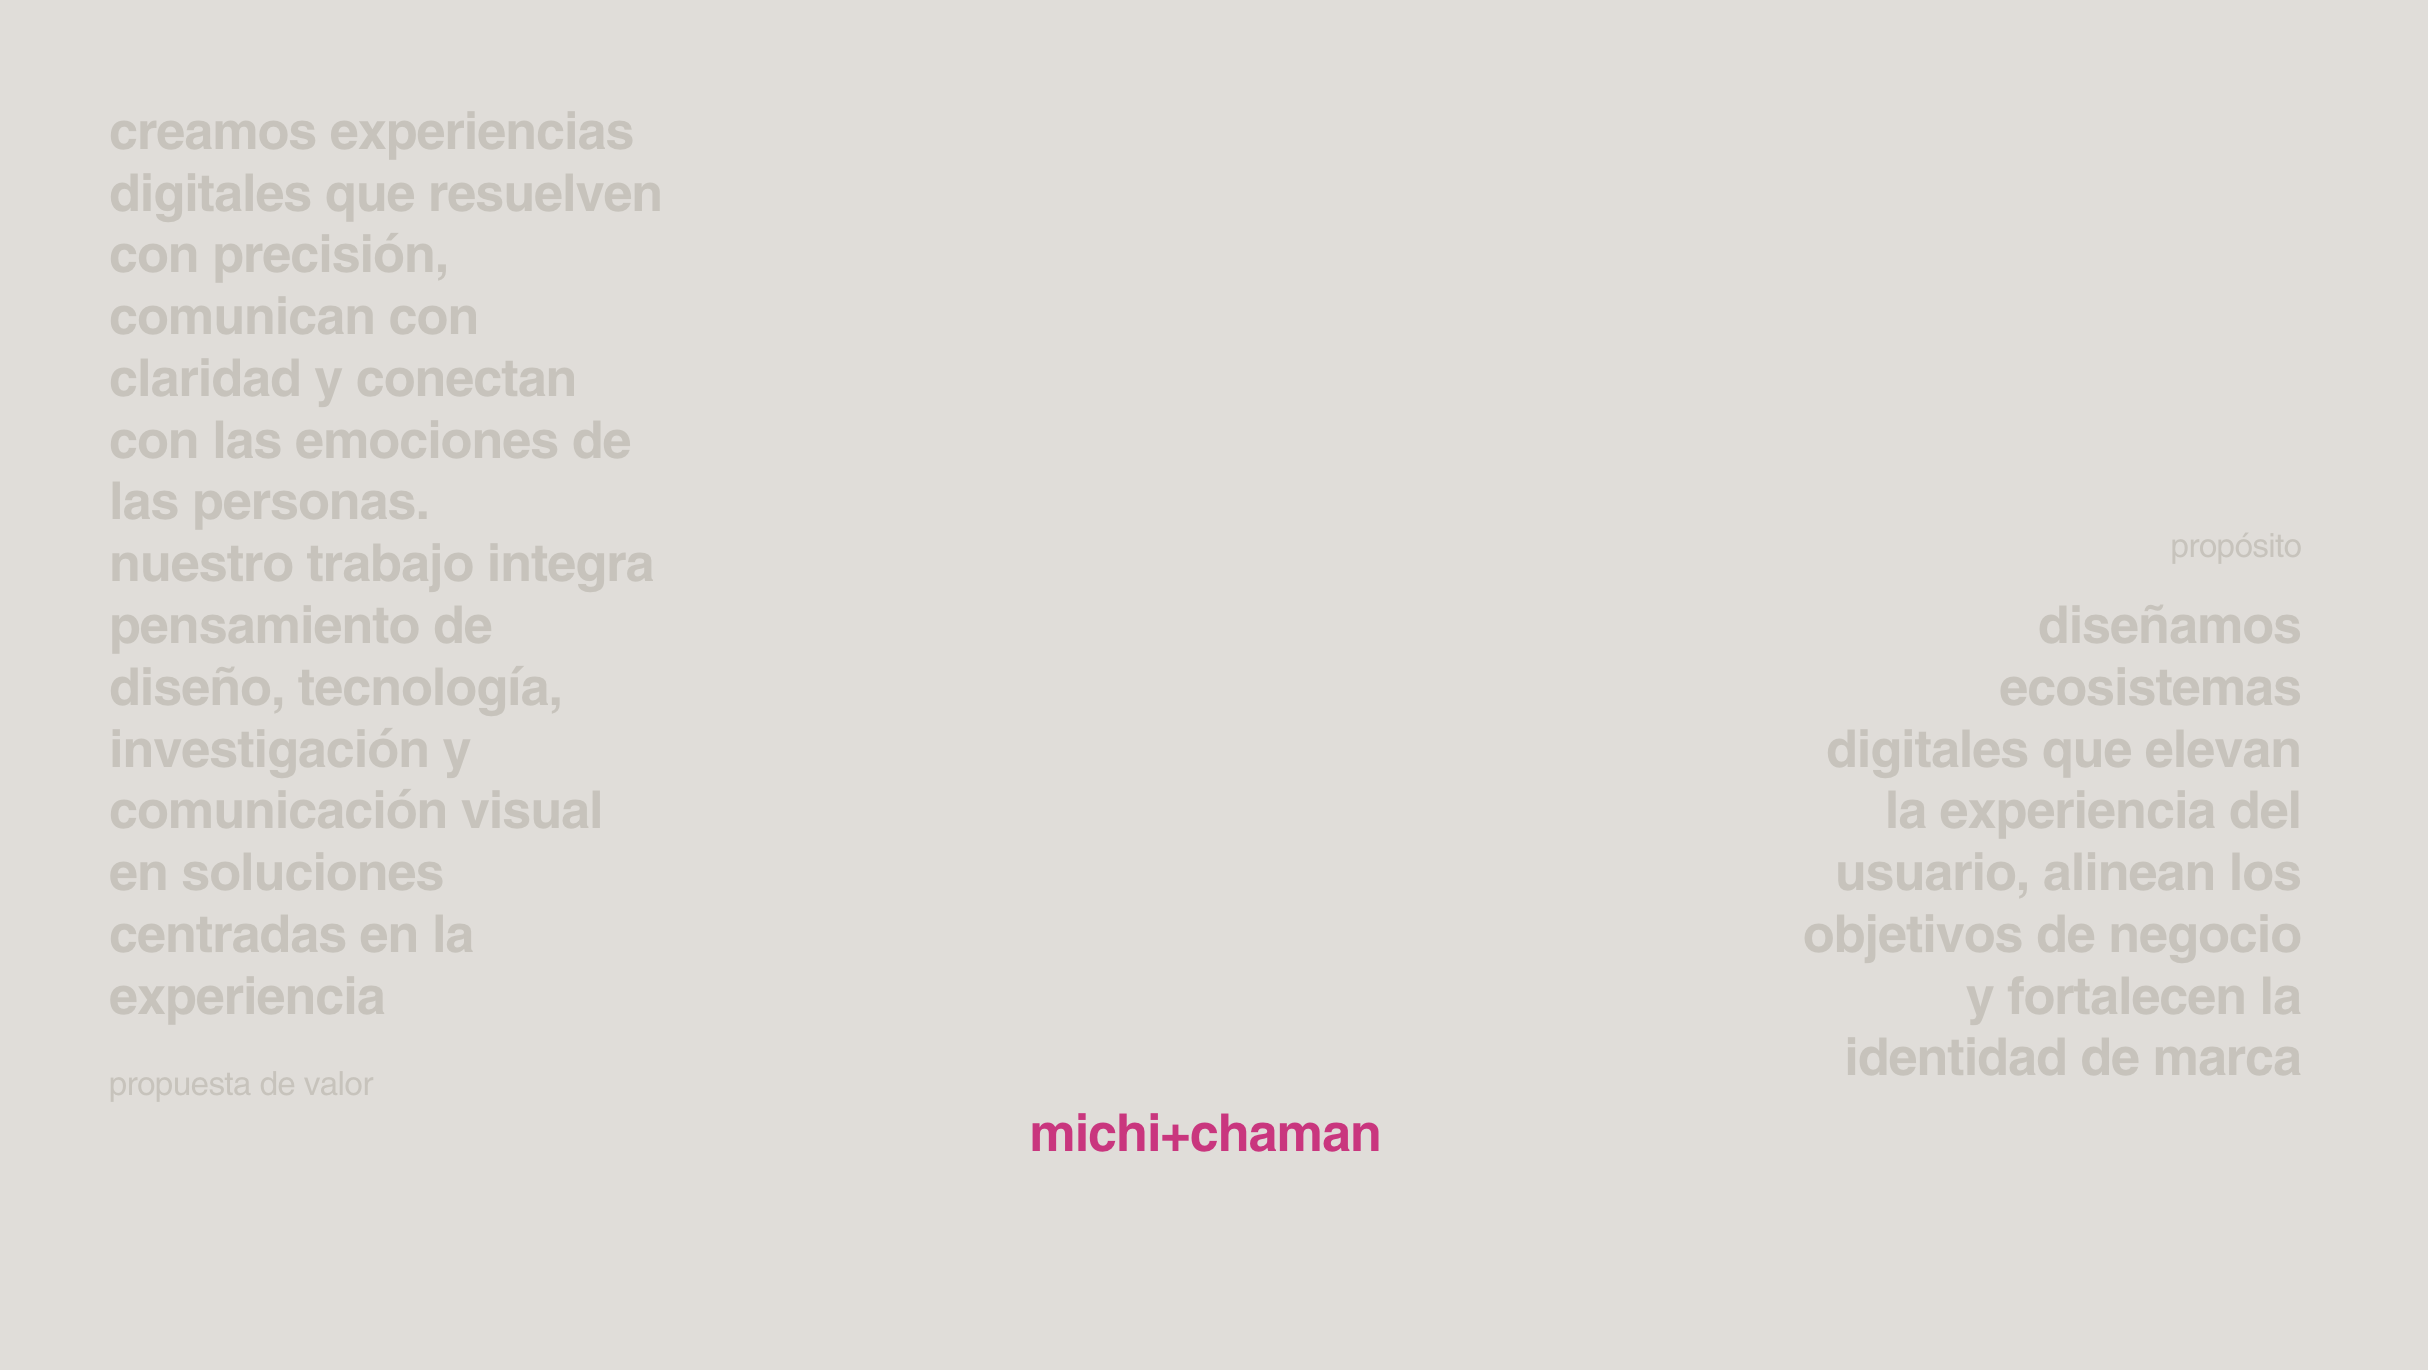 creamos experiencias
digitales que resuelven
con precisión,
comunican con
claridad y conectan
con las emociones de
las personas.
nuestro trabajo integra
pensamiento de
diseño, tecnología,
investigación y
comunicación visual
en soluciones
centradas en la
experiencia
propuesta de valor
propósito
diseñamos
ecosistemas
digitales que elevan
la experiencia del
usuario, alinean los
objetivos de negocio
y fortalecen la
identidad de marca
michi+chaman